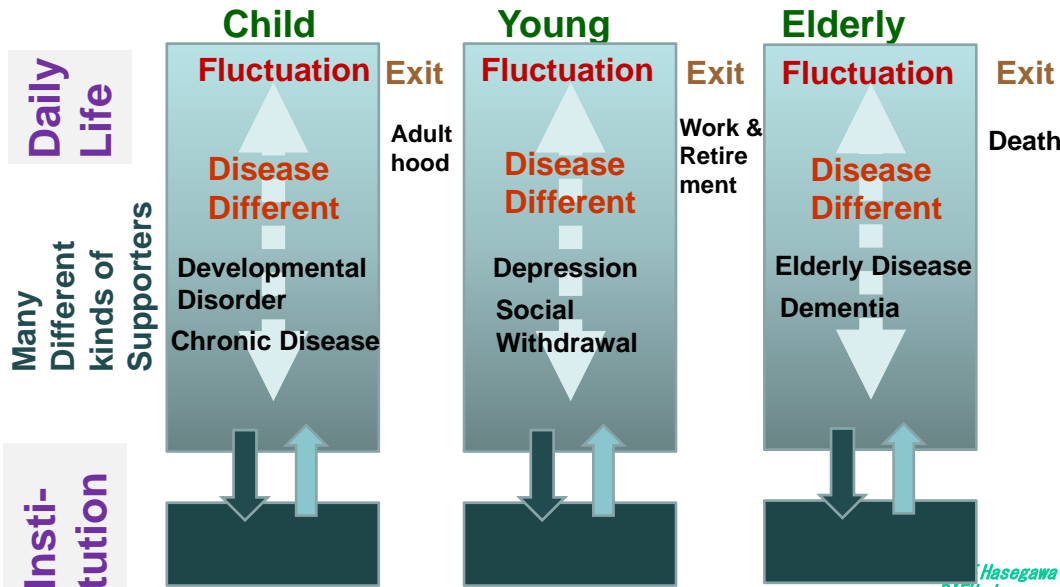 Child
Young
Elderly
Daily
Life
Many
Different
kinds of
Supporters
Insti-
tution
Fluctuation
Disease
Different
Developmental
Disorder
Chronic Disease
Exit
Adult
hood
Fluctuation
Disease
Different
Depression
Social
Withdrawal
Exit
Work &
Retire
ment
Fluctuation
Disease
Different
Elderly Disease
Dementia
Exit
Death
Hasegawa